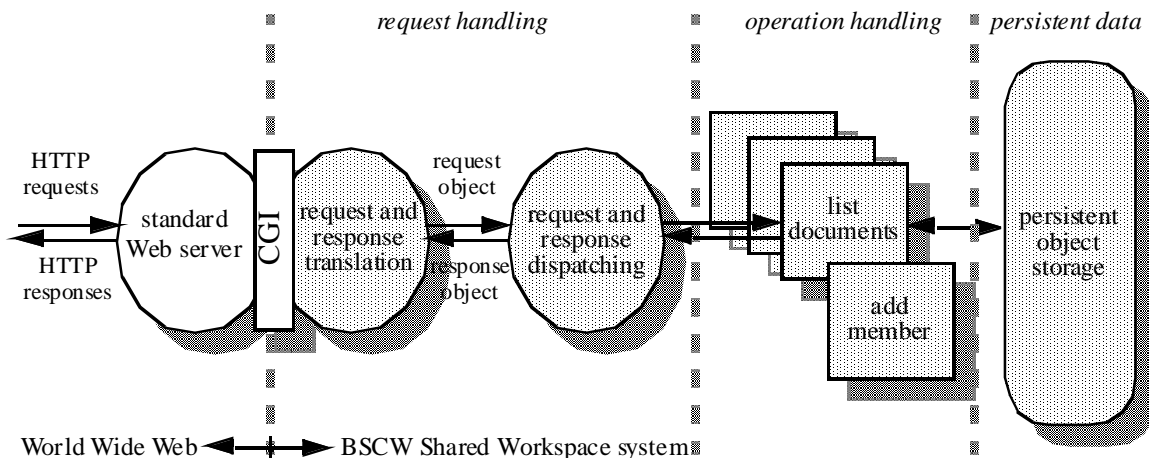 request handling
operation handling
persistent data
HTTP
requests
HTTP
responses
standard
Web server
CGI
request and
response
translation
request
object
response
object
request and
response
dispatching
list
documents
add
member
persistent
object
storage
World Wide Web
BSCW Shared Workspace system